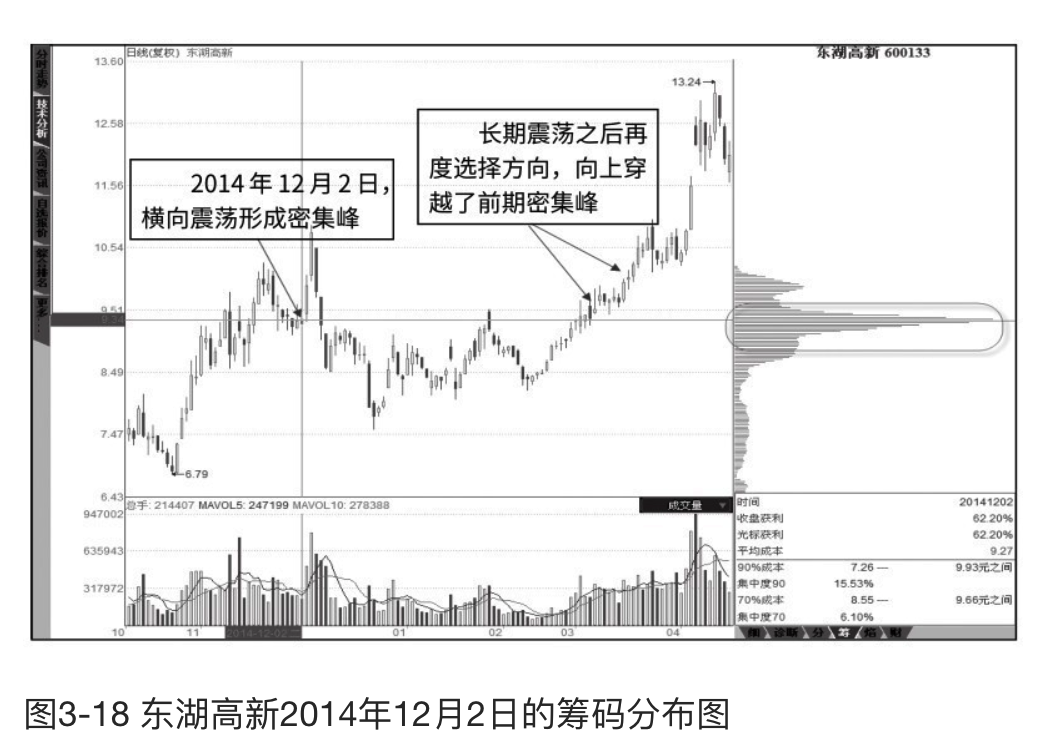 日线(复权) 东湖高新
东湖高新 600133
分时走势
技术分析
公司资讯
自选报价
综合排名
更多
13.60
12.58
11.56
10.54
9.51
8.49
7.47
6.43
13.24
6.79
2014年12月2日，
横向震荡形成密集峰
长期震荡之后再
度选择方向，向上穿
越了前期密集峰
总手: 214407 MAVOL5: 247199 MAVOL10: 278388
成交量
947002
635943
317972
10 11 2014-12-02 01 02 03 04
时间 20141202
收盘获利 62.20%
光标获利 62.20%
平均成本 9.27
90%成本 7.26 — 9.93元之间
集中度90 15.53%
70%成本 8.55 — 9.66元之间
集中度70 6.10%
细 诊断 分 筹 焰 财
图3-18 东湖高新2014年12月2日的筹码分布图